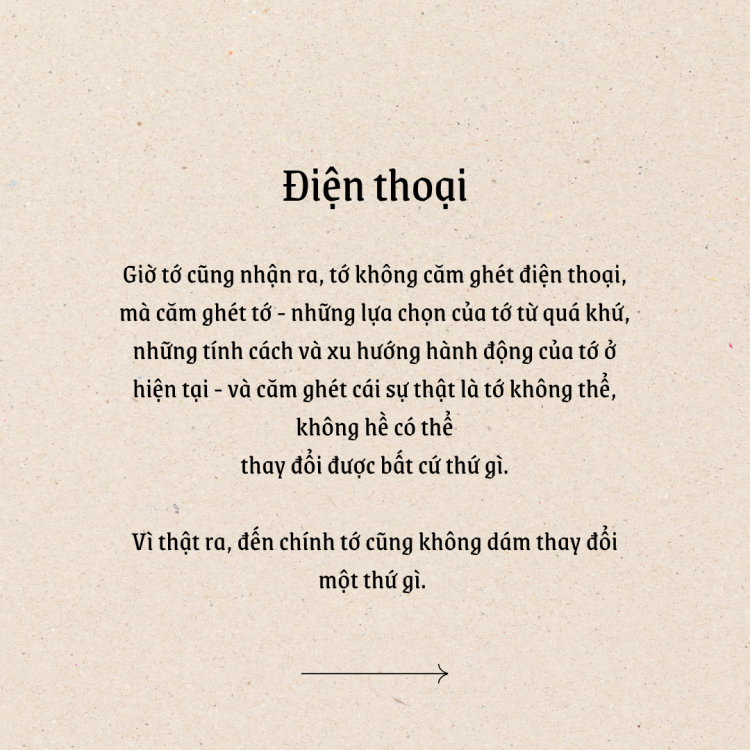 Điện thoại
Giờ tớ cũng nhận ra, tớ không căm ghét điện thoại,
mà căm ghét tớ - những lựa chọn của tớ từ quá khứ,
những tính cách và xu hướng hành động của tớ ở
hiện tại - và căm ghét cái sự thật là tớ không thể,
không hề có thể
thay đổi được bất cứ thứ gì.
Vì thật ra, đến chính tớ cũng không dám thay đổi
một thứ gì.